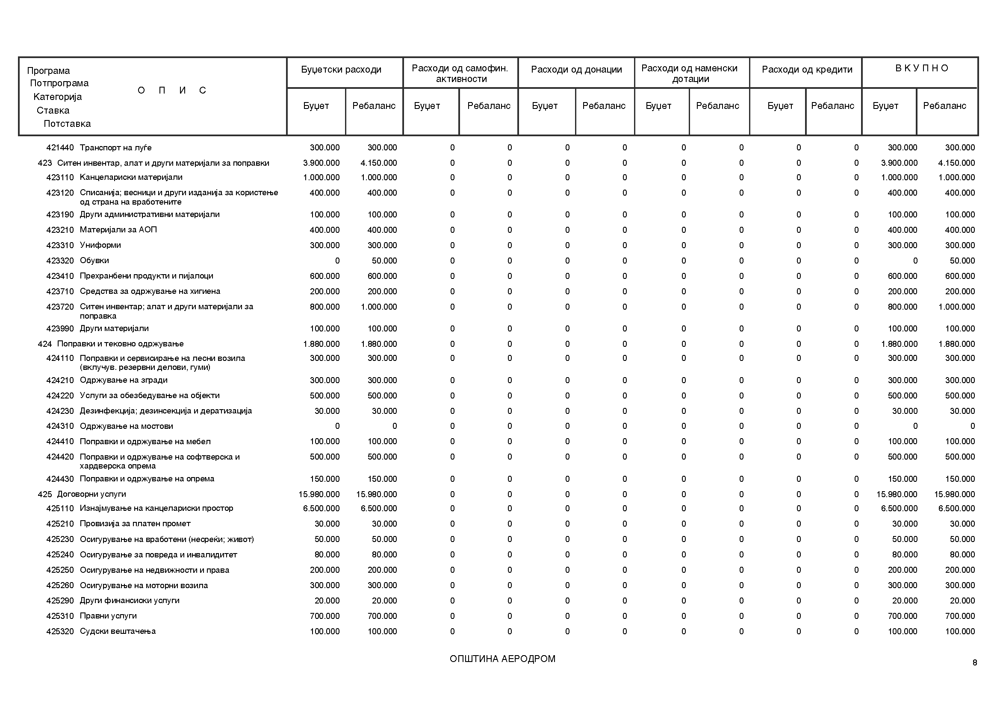 Програма
Потпрограма
Категорија
Ставка
Потставка
О П И С
Буџетски расходи
Расходи од самофин. активности
Расходи од донации
Расходи од наменски дотации
Расходи од кредити
В К У П Н О
Буџет Ребаланс Буџет Ребаланс Буџет Ребаланс Буџет Ребаланс Буџет Ребаланс Буџет Ребаланс
421440 Транспорт на луѓе 300.000 300.000 0 0 0 0 0 0 0 0 300.000 300.000
423 Ситен инвентар, алат и други материјали за поправки 3.900.000 4.150.000 0 0 0 0 0 0 0 0 3.900.000 4.150.000
423110 Канцелариски материјали 1.000.000 1.000.000 0 0 0 0 0 0 0 0 1.000.000 1.000.000
423120 Списанија; весници и други изданија за користење 400.000 400.000 0 0 0 0 0 0 0 0 400.000 400.000
од страна на вработените
423190 Други административни материјали 100.000 100.000 0 0 0 0 0 0 0 0 100.000 100.000
423210 Материјали за АОП 400.000 400.000 0 0 0 0 0 0 0 0 400.000 400.000
423310 Униформи 300.000 300.000 0 0 0 0 0 0 0 0 300.000 300.000
423320 Обувки 0 50.000 0 0 0 0 0 0 0 0 0 50.000
423410 Прехранбени продукти и пијалоци 600.000 600.000 0 0 0 0 0 0 0 0 600.000 600.000
423710 Средства за одржување на хигиена 200.000 200.000 0 0 0 0 0 0 0 0 200.000 200.000
423720 Ситен инвентар; алат и други материјали за 800.000 1.000.000 0 0 0 0 0 0 0 0 800.000 1.000.000
поправка
423990 Други материјали 100.000 100.000 0 0 0 0 0 0 0 0 100.000 100.000
424 Поправки и тековно одржување 1.880.000 1.880.000 0 0 0 0 0 0 0 0 1.880.000 1.880.000
424110 Поправки и сервисирање на лесни возила 300.000 300.000 0 0 0 0 0 0 0 0 300.000 300.000
(вклучув. резервни делови, гуми)
424210 Одржување на згради 300.000 300.000 0 0 0 0 0 0 0 0 300.000 300.000
424220 Услуги за обезбедување на објекти 500.000 500.000 0 0 0 0 0 0 0 0 500.000 500.000
424230 Дезинфекција; дезинсекција и дератизација 30.000 30.000 0 0 0 0 0 0 0 0 30.000 30.000
424310 Одржување на мостови 0 0 0 0 0 0 0 0 0 0 0 0
424410 Поправки и одржување на мебел 100.000 100.000 0 0 0 0 0 0 0 0 100.000 100.000
424420 Поправки и одржување на софтверска и 500.000 500.000 0 0 0 0 0 0 0 0 500.000 500.000
хардверска опрема
424430 Поправки и одржување на опрема 150.000 150.000 0 0 0 0 0 0 0 0 150.000 150.000
425 Договорни услуги 15.980.000 15.980.000 0 0 0 0 0 0 0 0 15.980.000 15.980.000
425110 Изнајмување на канцелариски простор 6.500.000 6.500.000 0 0 0 0 0 0 0 0 6.500.000 6.500.000
425210 Провизија за платен промет 30.000 30.000 0 0 0 0 0 0 0 0 30.000 30.000
425230 Осигурување на вработени (несреќи; живот) 50.000 50.000 0 0 0 0 0 0 0 0 50.000 50.000
425240 Осигурување за повреда и инвалидитет 80.000 80.000 0 0 0 0 0 0 0 0 80.000 80.000
425250 Осигурување на недвижности и права 200.000 200.000 0 0 0 0 0 0 0 0 200.000 200.000
425260 Осигурување на моторни возила 300.000 300.000 0 0 0 0 0 0 0 0 300.000 300.000
425290 Други финансиски услуги 20.000 20.000 0 0 0 0 0 0 0 0 20.000 20.000
425310 Правни услуги 700.000 700.000 0 0 0 0 0 0 0 0 700.000 700.000
425320 Судски вештачења 100.000 100.000 0 0 0 0 0 0 0 0 100.000 100.000
ОПШТИНА АЕРОДРОМ
8